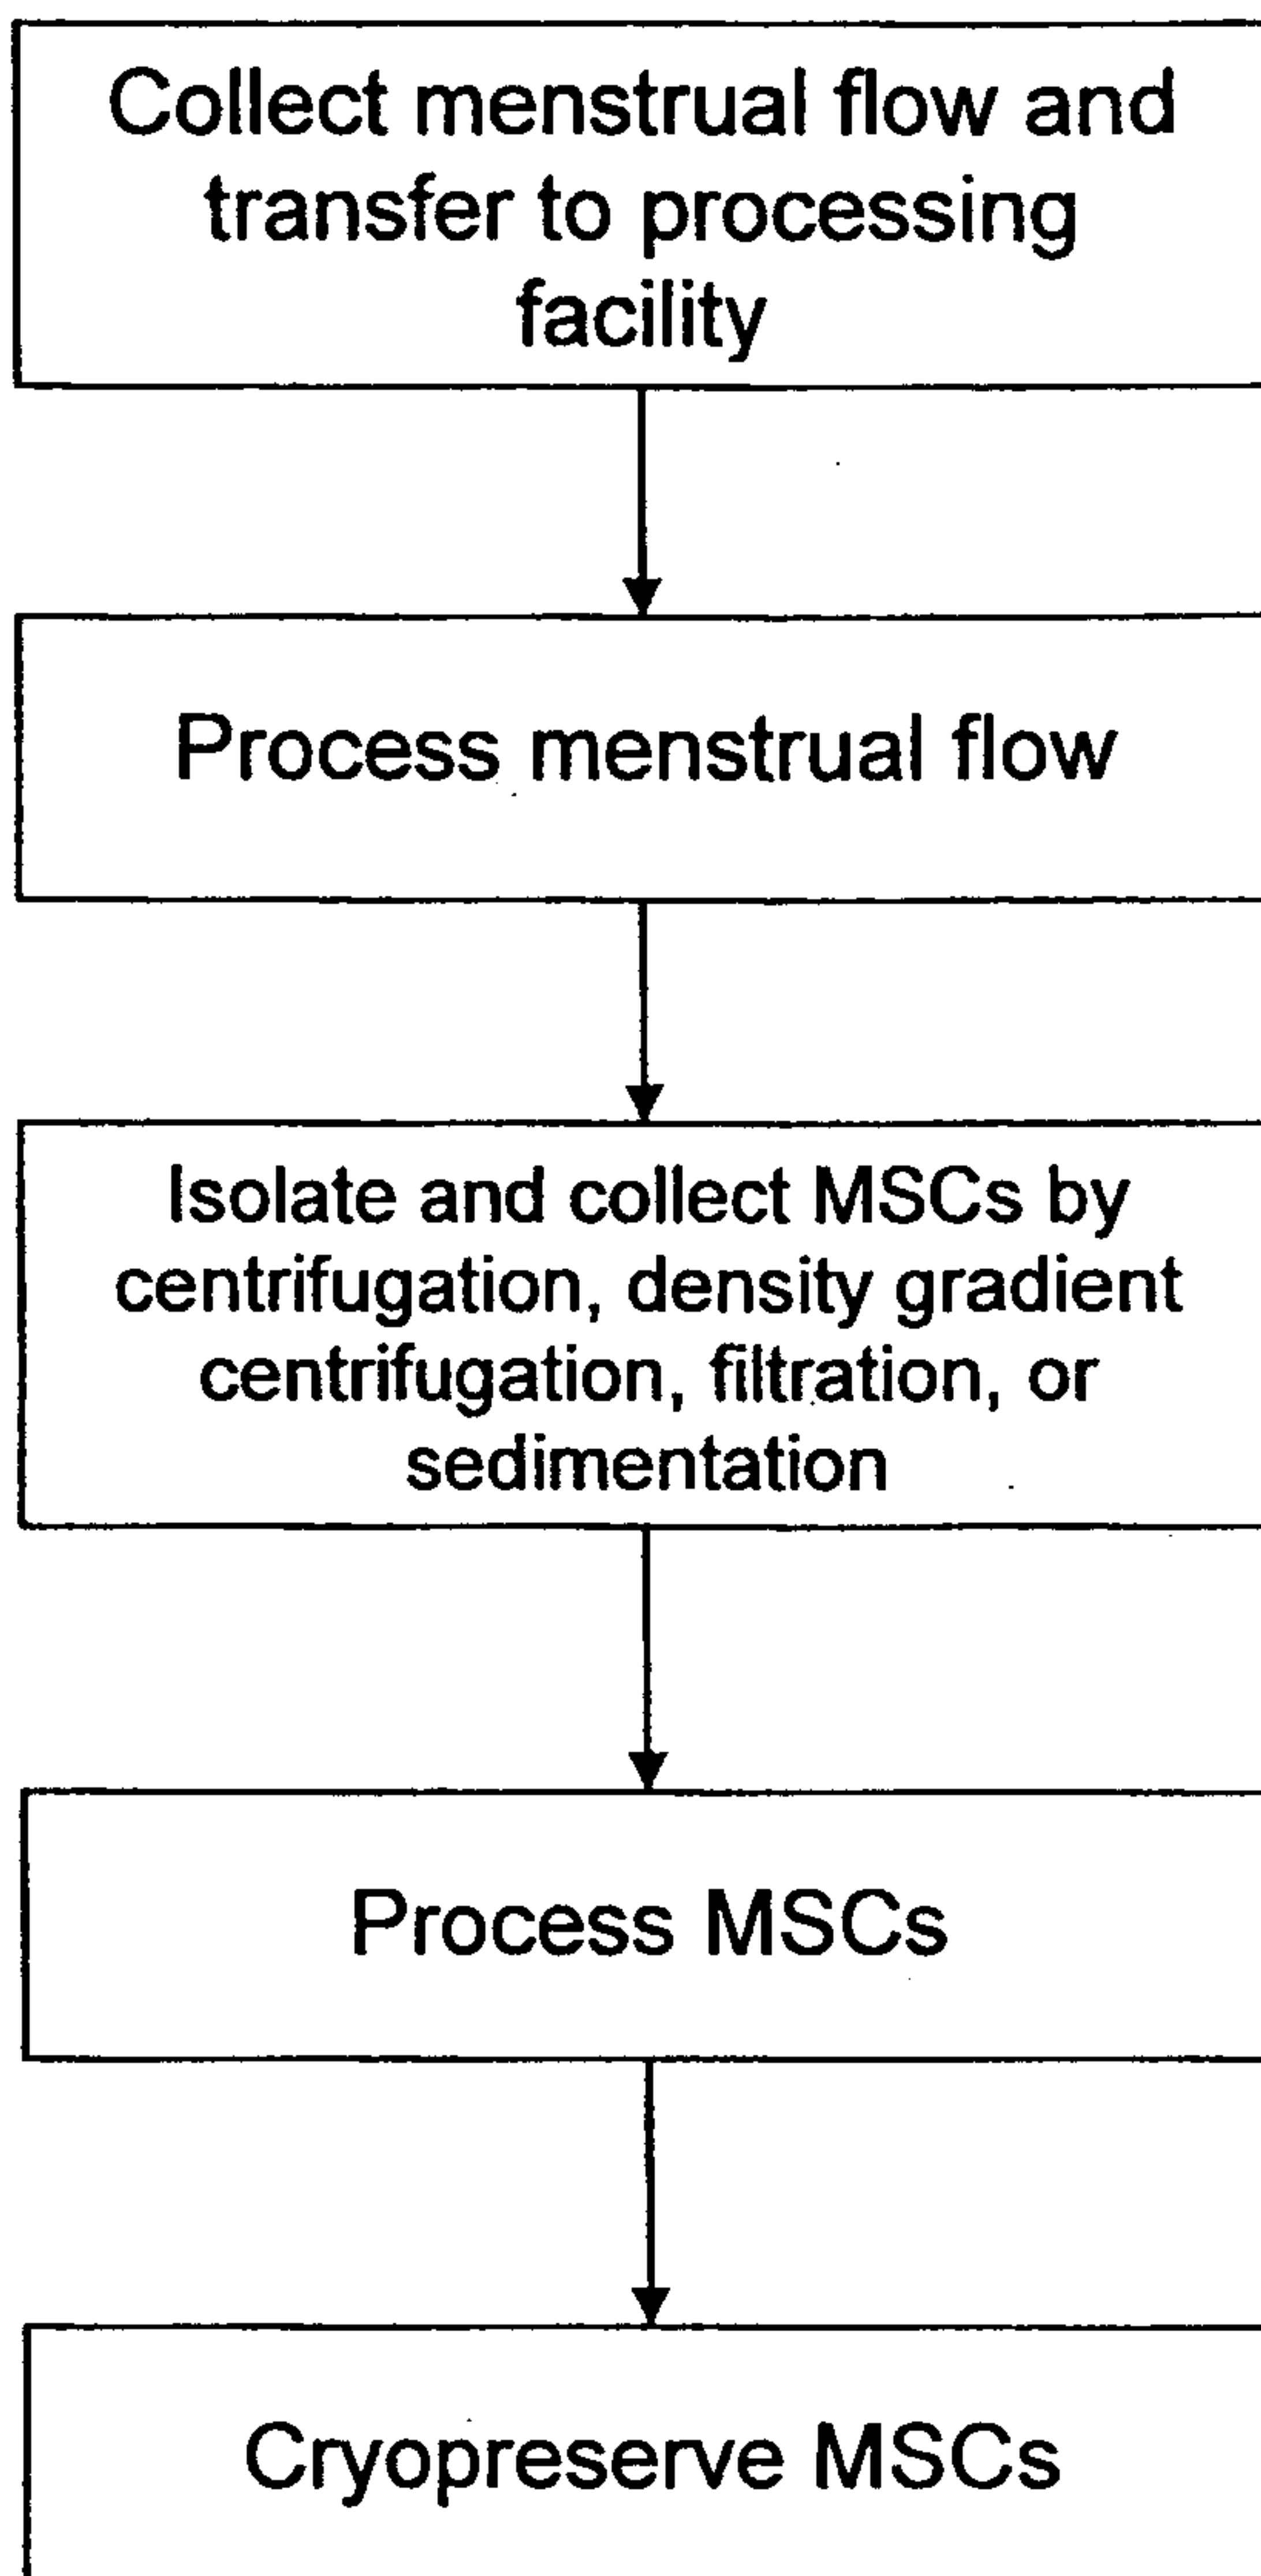 Collect menstrual flow and
transfer to processing
facility
Process menstrual flow
Isolate and collect MSCs by
centrifugation, density gradient
centrifugation, filtration, or
sedimentation
Process MSCs
Cryopreserve MSCs